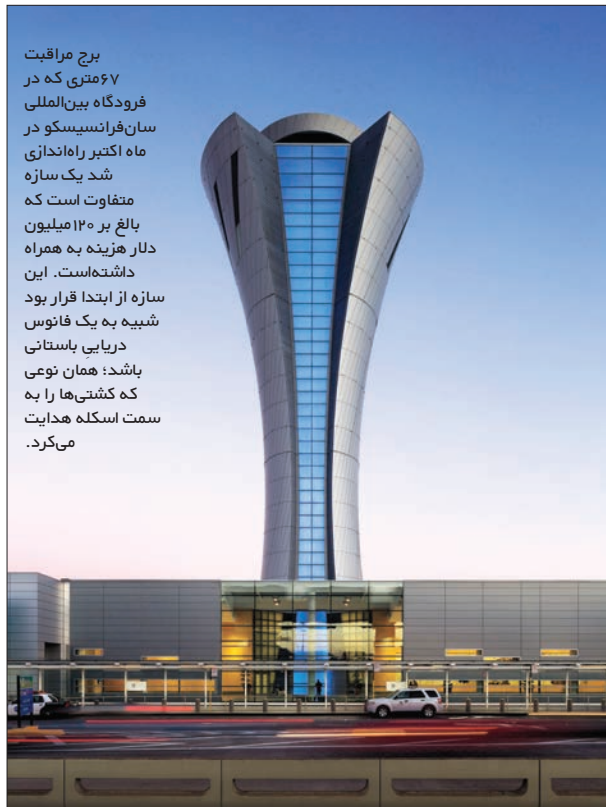 برج مراقبت
۶۷متری که در
فرودگاه بین‌المللی
سان‌فرانسیسکو در
ماه اکتبر راه‌اندازی
شد یک سازه
متفاوت است که
بالغ بر ۱۲۰میلیون
دلار هزینه به همراه
داشته‌است. این
سازه از ابتدا قرار بود
شبیه به یک فانوس
دریاییِ باستانی
باشد؛ همان نوعی
که کشتی‌ها را به
سمت اسکله هدایت
می‌کرد.